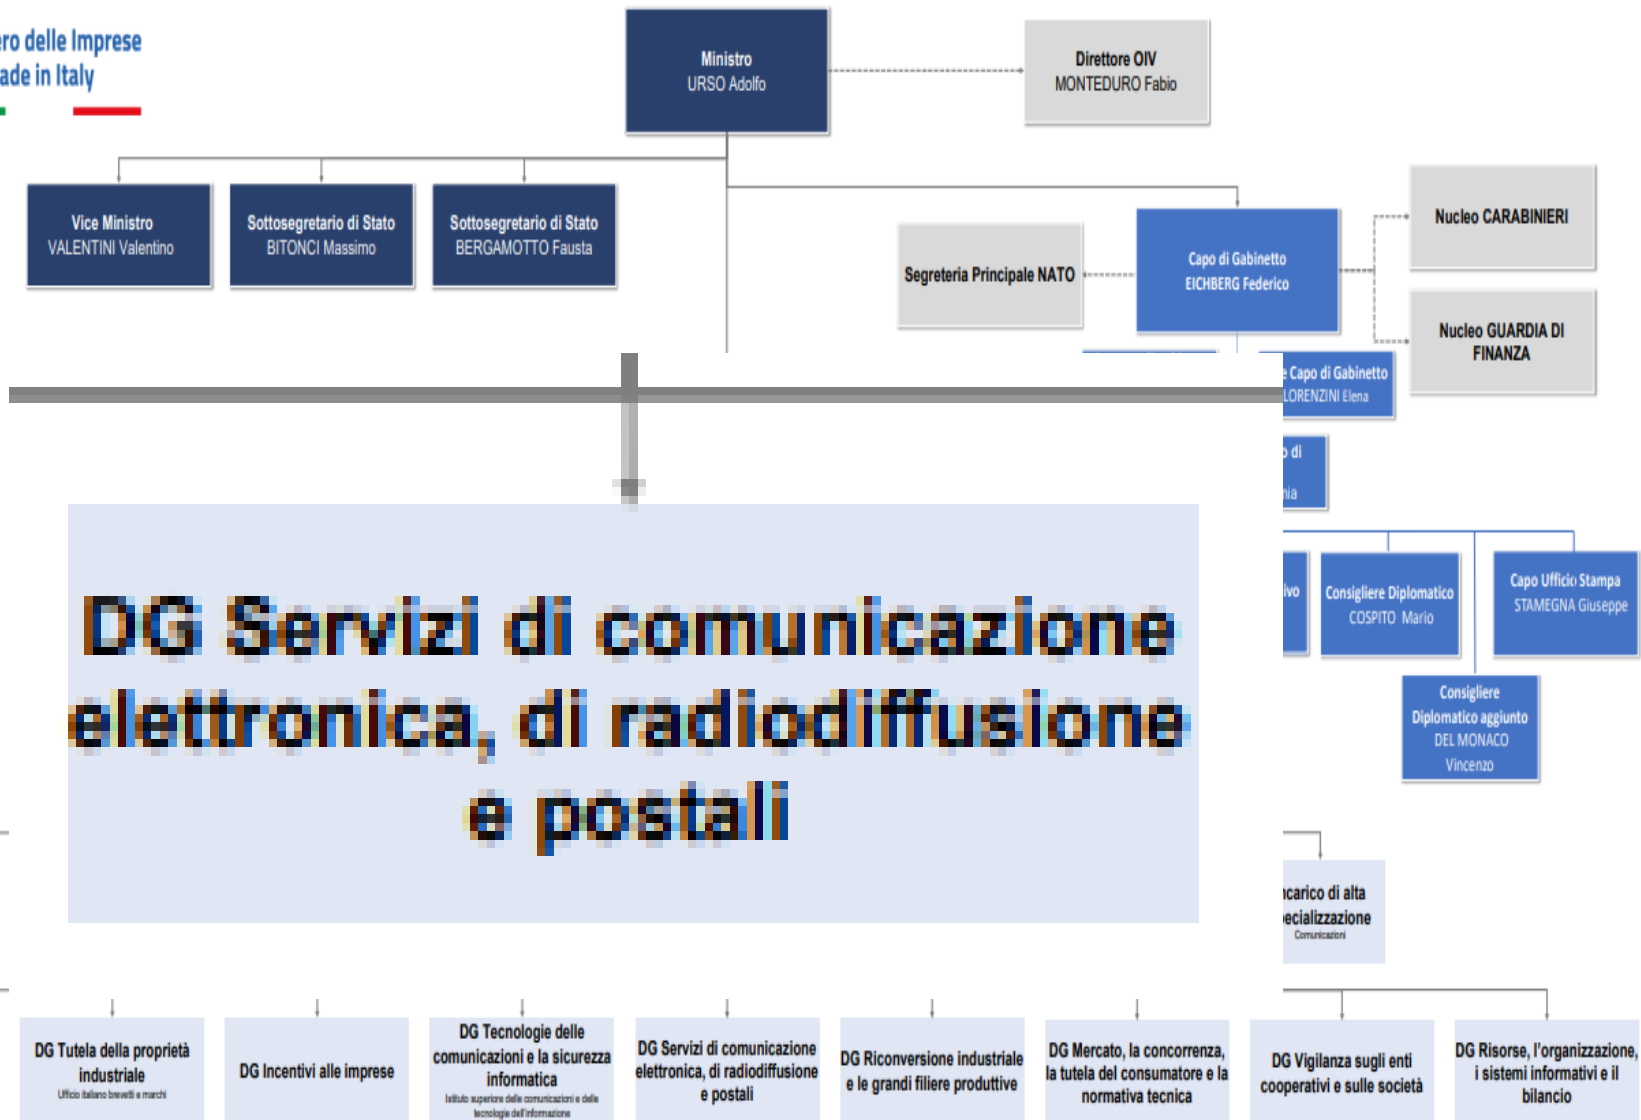 delle Imprese
in Italy
Ministro
URSO Adolfo
Direttore OIV
MONTEDURO Fabio
Vice Ministro
VALENTINI Valentino
Sottosegretario di Stato
BITONCI Massimo
Sottosegretario di Stato
BERGAMOTTO Fausta
Segreteria Principale NATO
Capo di Gabinetto
EICHBERG Federico
Nucleo CARABINIERI
Nucleo GUARDIA DI
FINANZA
Capo di Gabinetto
LORENZINI Elena
di
Consigliere Diplomatico
COSPITO Mario
Capo Ufficio Stampa
STAMEGNA Giuseppe
Consigliere
Diplomatico aggiunto
DEL MONACO
Vincenzo
DG Servizi di comunicazione
elettronica, di radiodiffusione
e postali
di alta
Comunicazioni
DG Tutela della proprietà
industriale
Ufficio italiano brevetti e marchi
DG Incentivi alle imprese
DG Tecnologie delle
comunicazioni e la sicurezza
informatica
Istituto superiore delle comunicazioni e delle
tecnologie dell'informazione
DG Servizi di comunicazione
elettronica, di radiodiffusione
e postali
DG Riconversione industriale
e le grandi filiere produttive
DG Mercato, la concorrenza,
la tutela del consumatore e la
normativa tecnica
DG Vigilanza sugli enti
cooperativi e sulle società
DG Risorse, l'organizzazione,
i sistemi informativi e il
bilancio